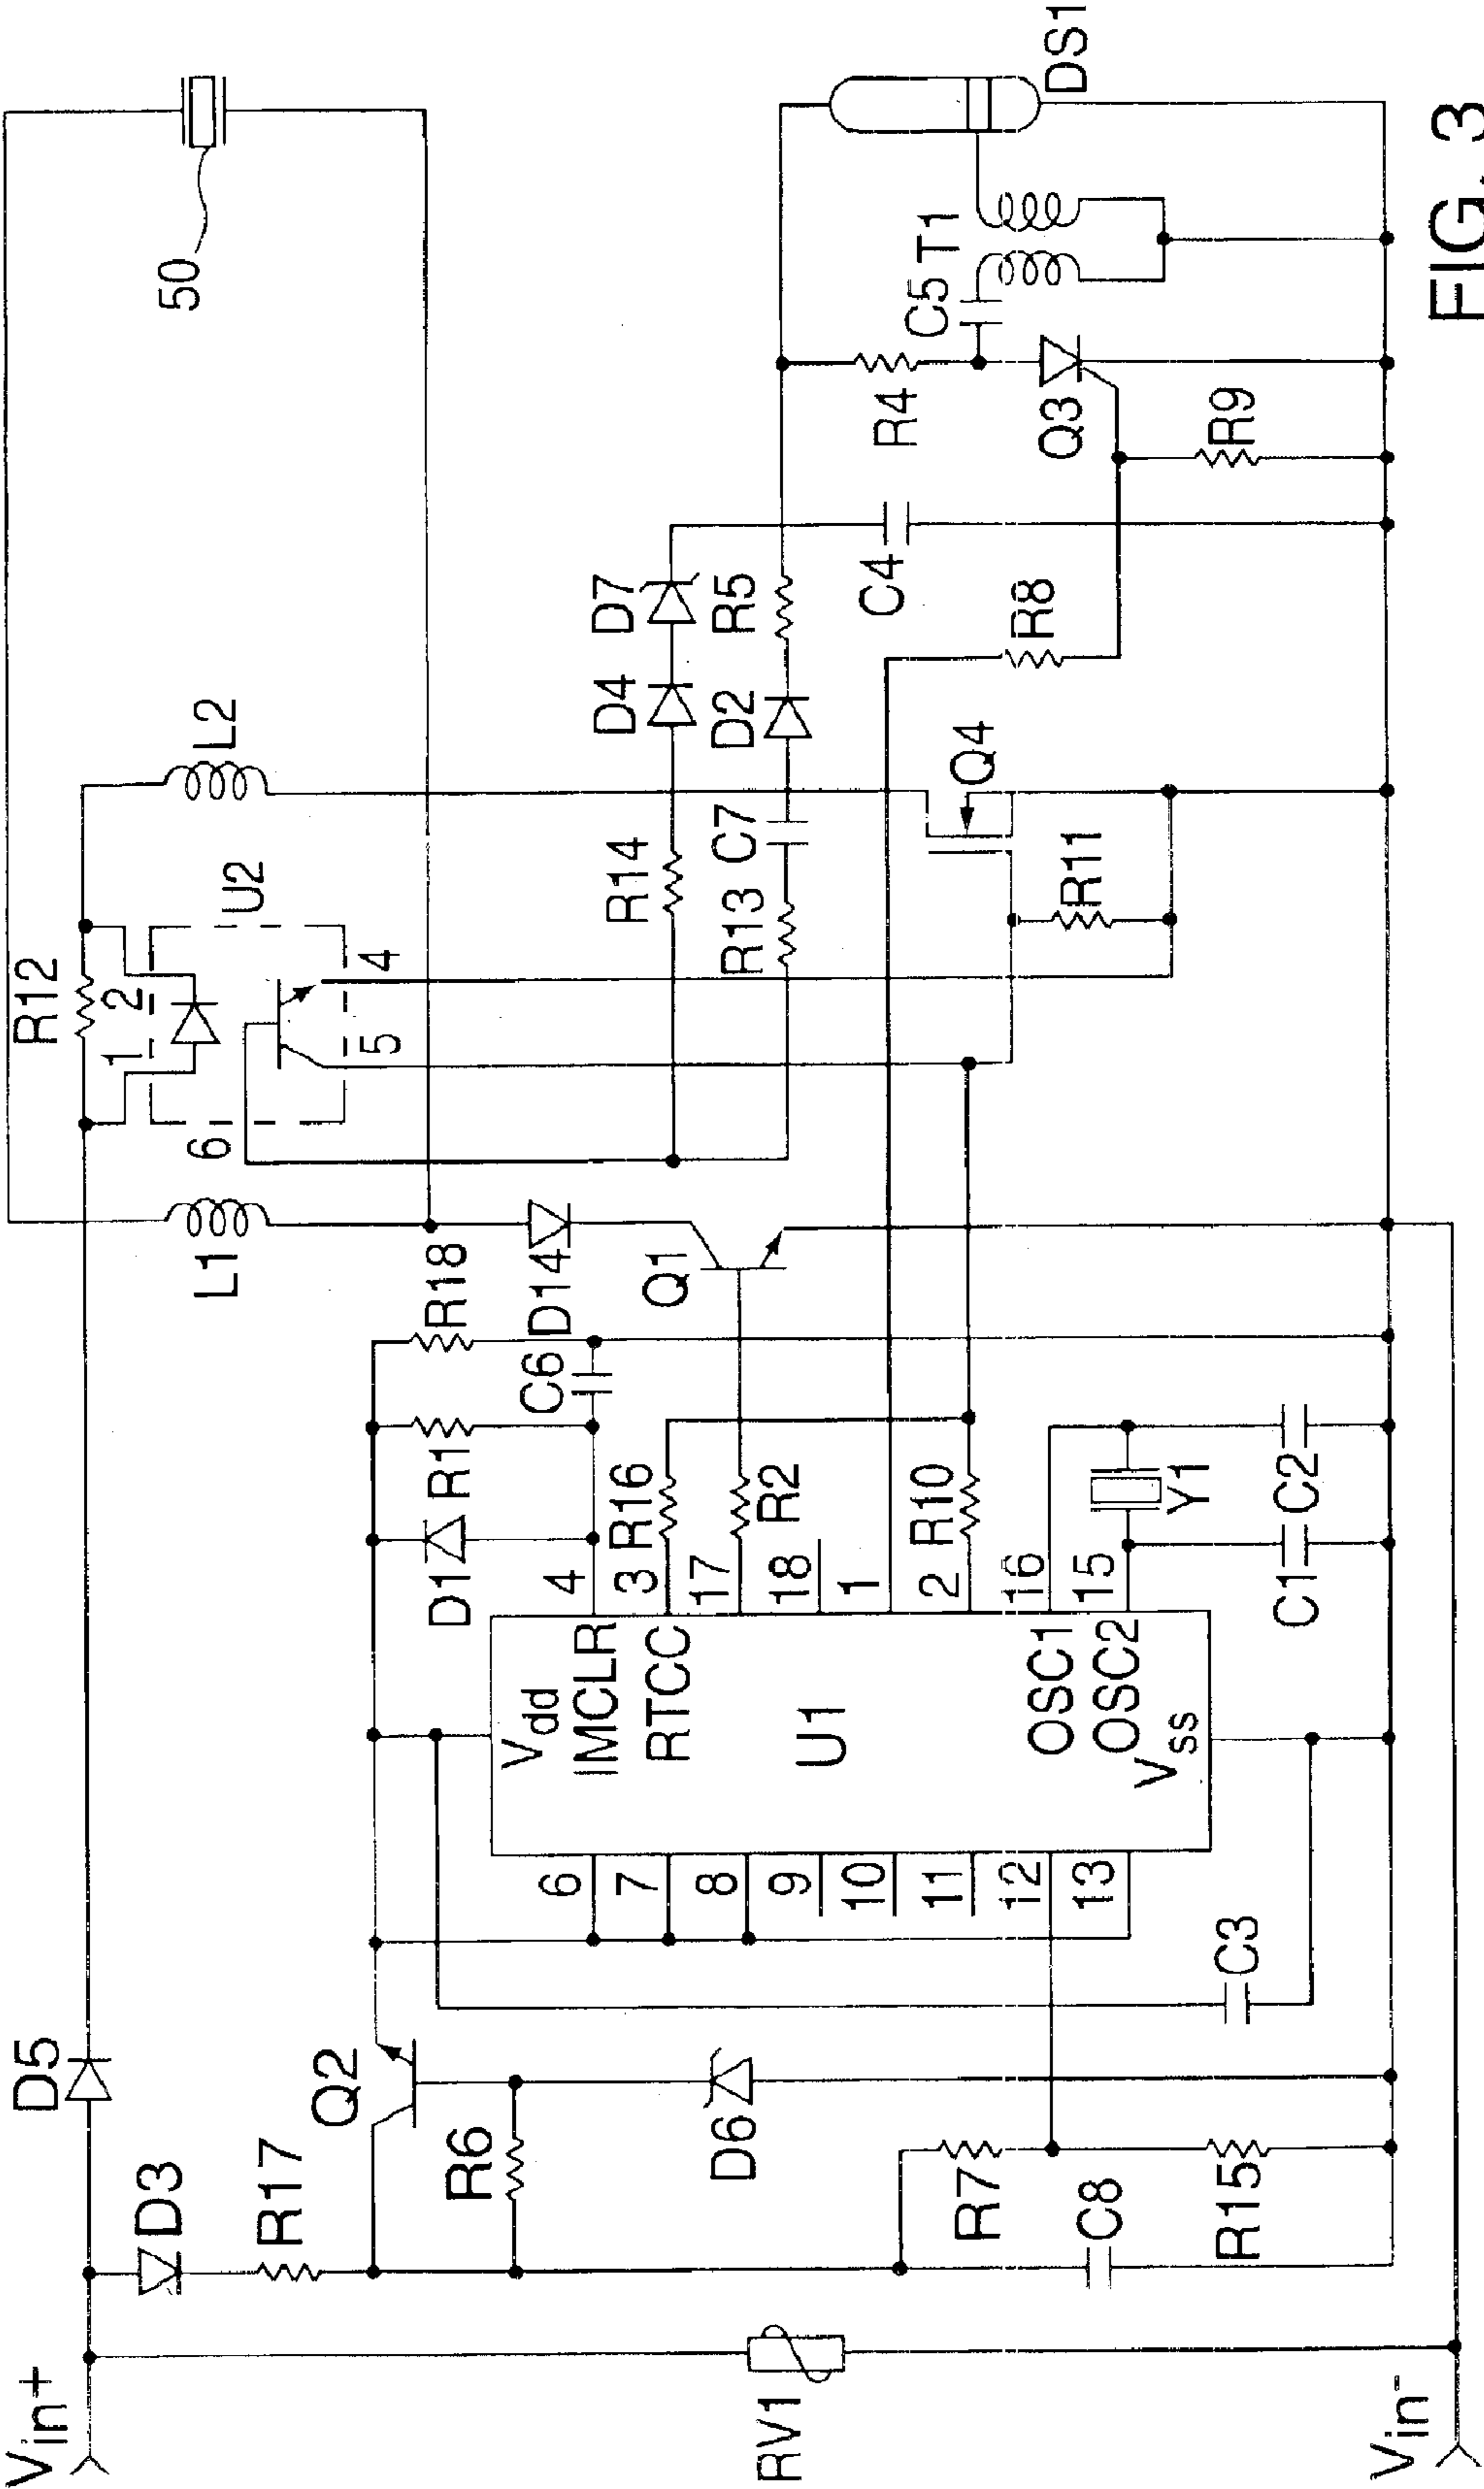 Vin+
D5
R12
L1
L2
50
1
2
U2
6
5
4
D3
R17
Q2
R6
D6
R7
C8
R15
RV1
C3
Vdd
IMCLR
RTCC
U1
OSC1
OSC2
Vss
6
7
8
9
10
11
12
13
4
3
17
18
1
2
16
15
D1
R1
C6
R18
D14
R16
R2
R10
Q1
Y1
C1
C2
R14
D4
D7
R13
C7
D2
R5
Q4
R11
R8
C4
R4
Q3
R9
C5
T1
DS1
Vin-
FIG. 3